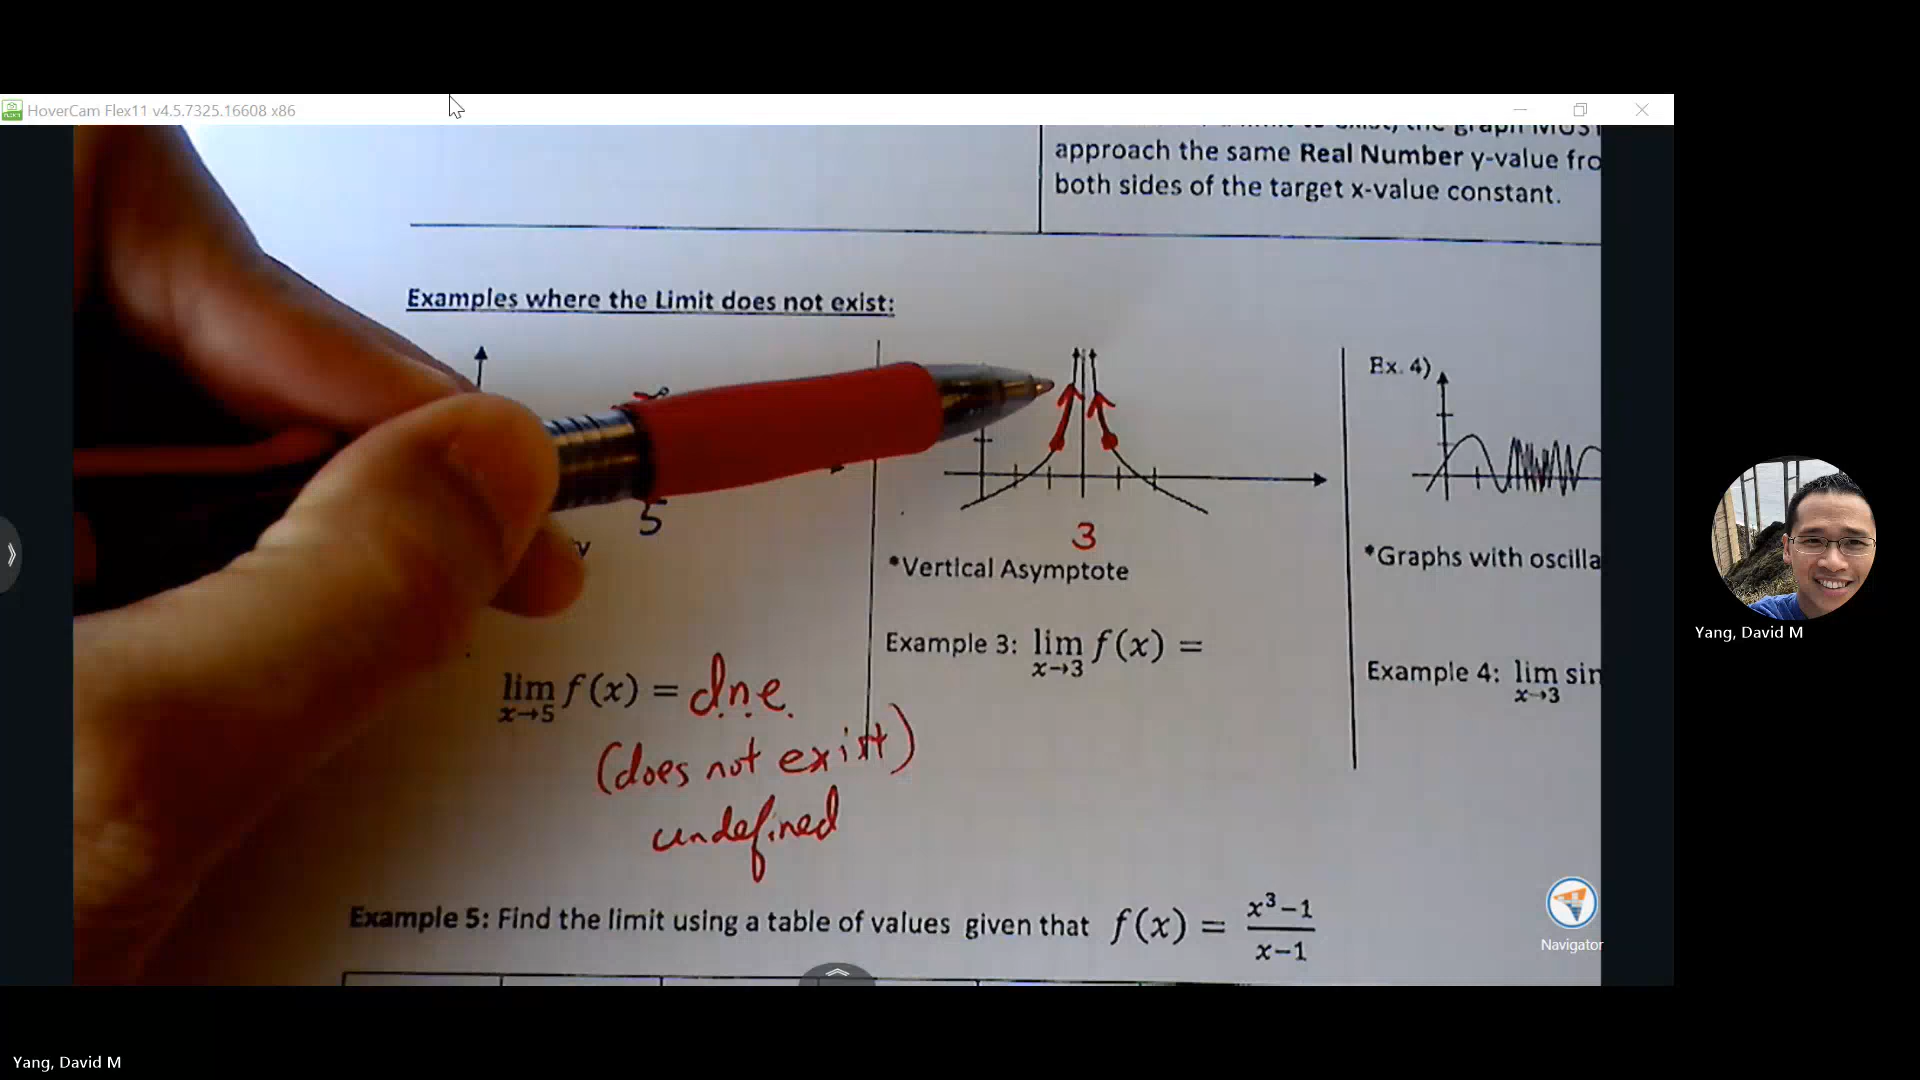 HoverCam Flex11 v4.5.7325.16608 x86
approach the same Real Number y-value fro
both sides of the target x-value constant.
Examples where the Limit does not exist:
Ex. 4)
5
3
*Vertical Asymptote
*Graphs with oscilla
Example 3: lim f(x) =
x→3
Example 4: lim sin
x→3
lim f(x) = d.n.e.
x→5
(does not exist)
undefined
Example 5: Find the limit using a table of values given that f(x) = x³−1
x−1
Navigator
Yang, David M
Yang, David M